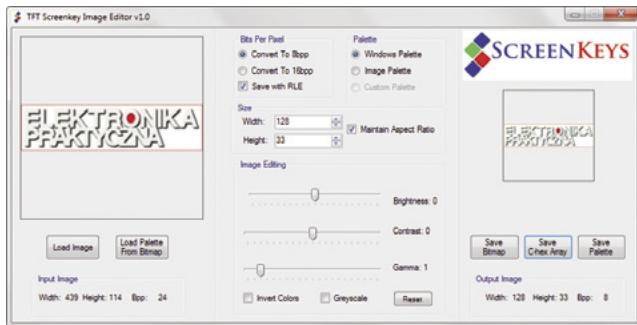 TFT Screenkey Image Editor v1.0
ELEKTRONIKA
PRAKTYCZNA
Load Image
Load Palette
From Bitmap
Input Image
Width: 439 Height: 114 Bpp: 24
Bits Per Pixel
Convert To 8bpp
Convert To 16bpp
Save with RLE
Palette
Windows Palette
Image Palette
Custom Palette
Size
Width: 128
Height: 33
Maintain Aspect Ratio
Image Editing
Brightness: 0
Contrast: 0
Gamma: 1
Invert Colors
Greyscale
Reset
SCREENKEYS
ELEKTRONIKA
PRAKTYCZNA
Save
Bitmap
Save
C-hex Array
Save
Palette
Output Image
Width: 128 Height: 33 Bpp: 8